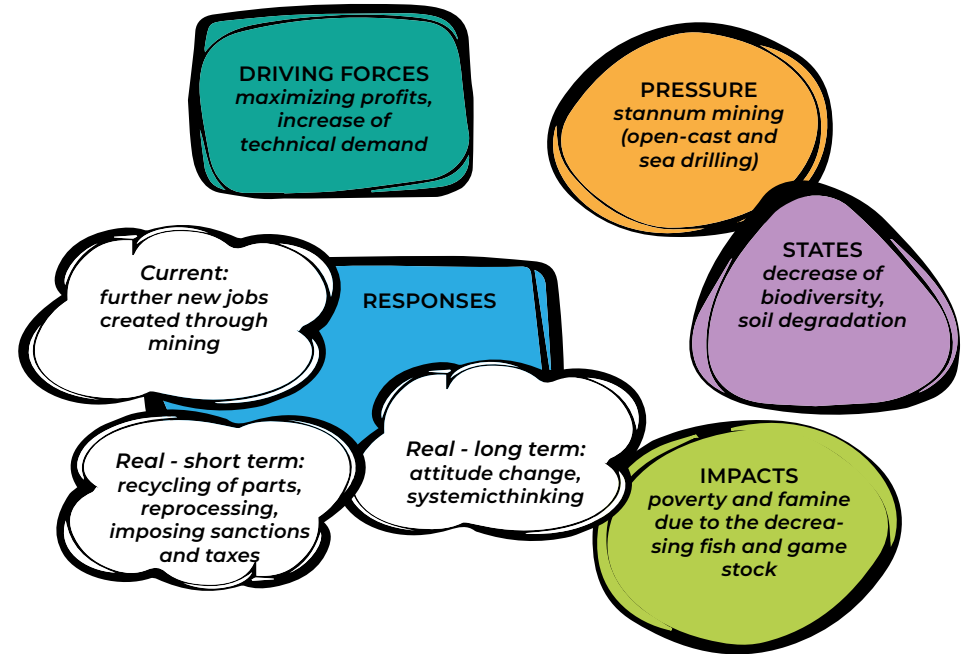 DRIVING FORCES
maximizing profits,
increase of
technical demand
PRESSURE
stannum mining
(open-cast and
sea drilling)
STATES
decrease of
biodiversity,
soil degradation
IMPACTS
poverty and famine
due to the decrea-
sing fish and game
stock
RESPONSES
Current:
further new jobs
created through
mining
Real - short term:
recycling of parts,
reprocessing,
imposing sanctions
and taxes
Real - long term:
attitude change,
systemicthinking